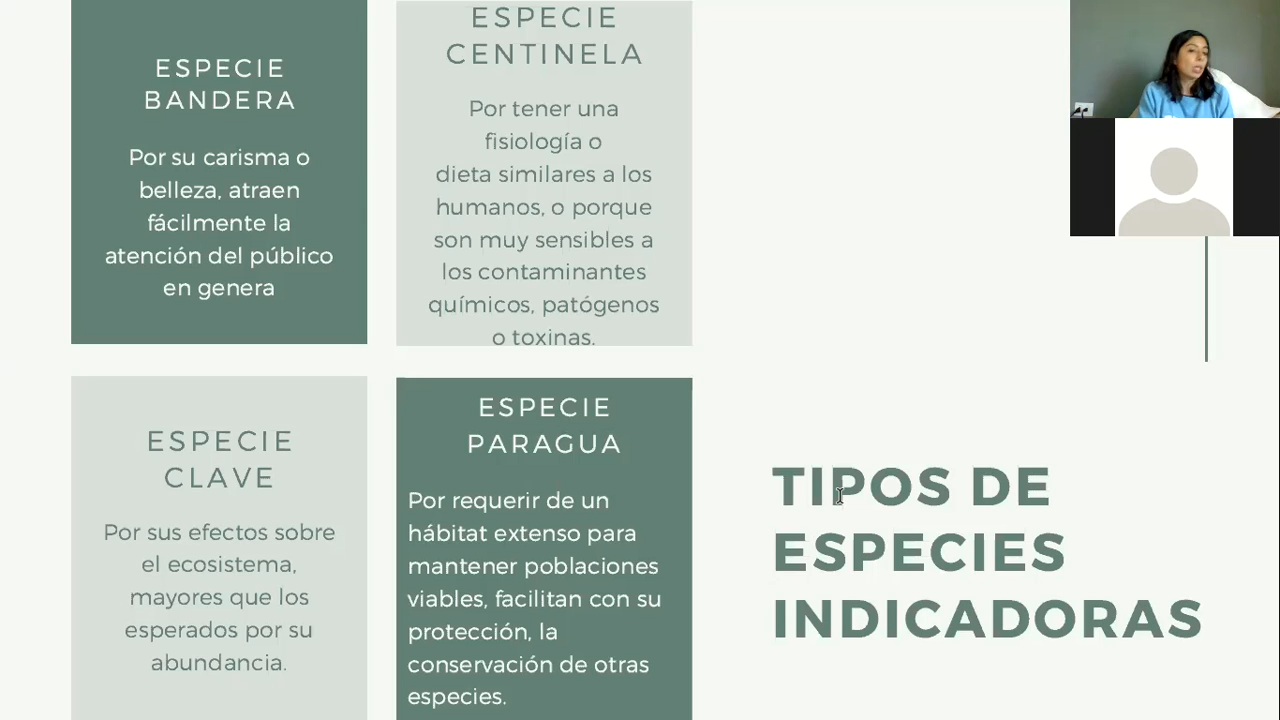 ESPECIE
BANDERA
Por su carisma o
belleza, atraen
fácilmente la
atención del público
en genera
ESPECIE
CENTINELA
Por tener una
fisiología o
dieta similares a los
humanos, o porque
son muy sensibles a
los contaminantes
químicos, patógenos
o toxinas.
ESPECIE
CLAVE
Por sus efectos sobre
el ecosistema,
mayores que los
esperados por su
abundancia.
ESPECIE
PARAGUA
Por requerir de un
hábitat extenso para
mantener poblaciones
viables, facilitan con su
protección, la
conservación de otras
especies.
TIPOS DE
ESPECIES
INDICADORAS